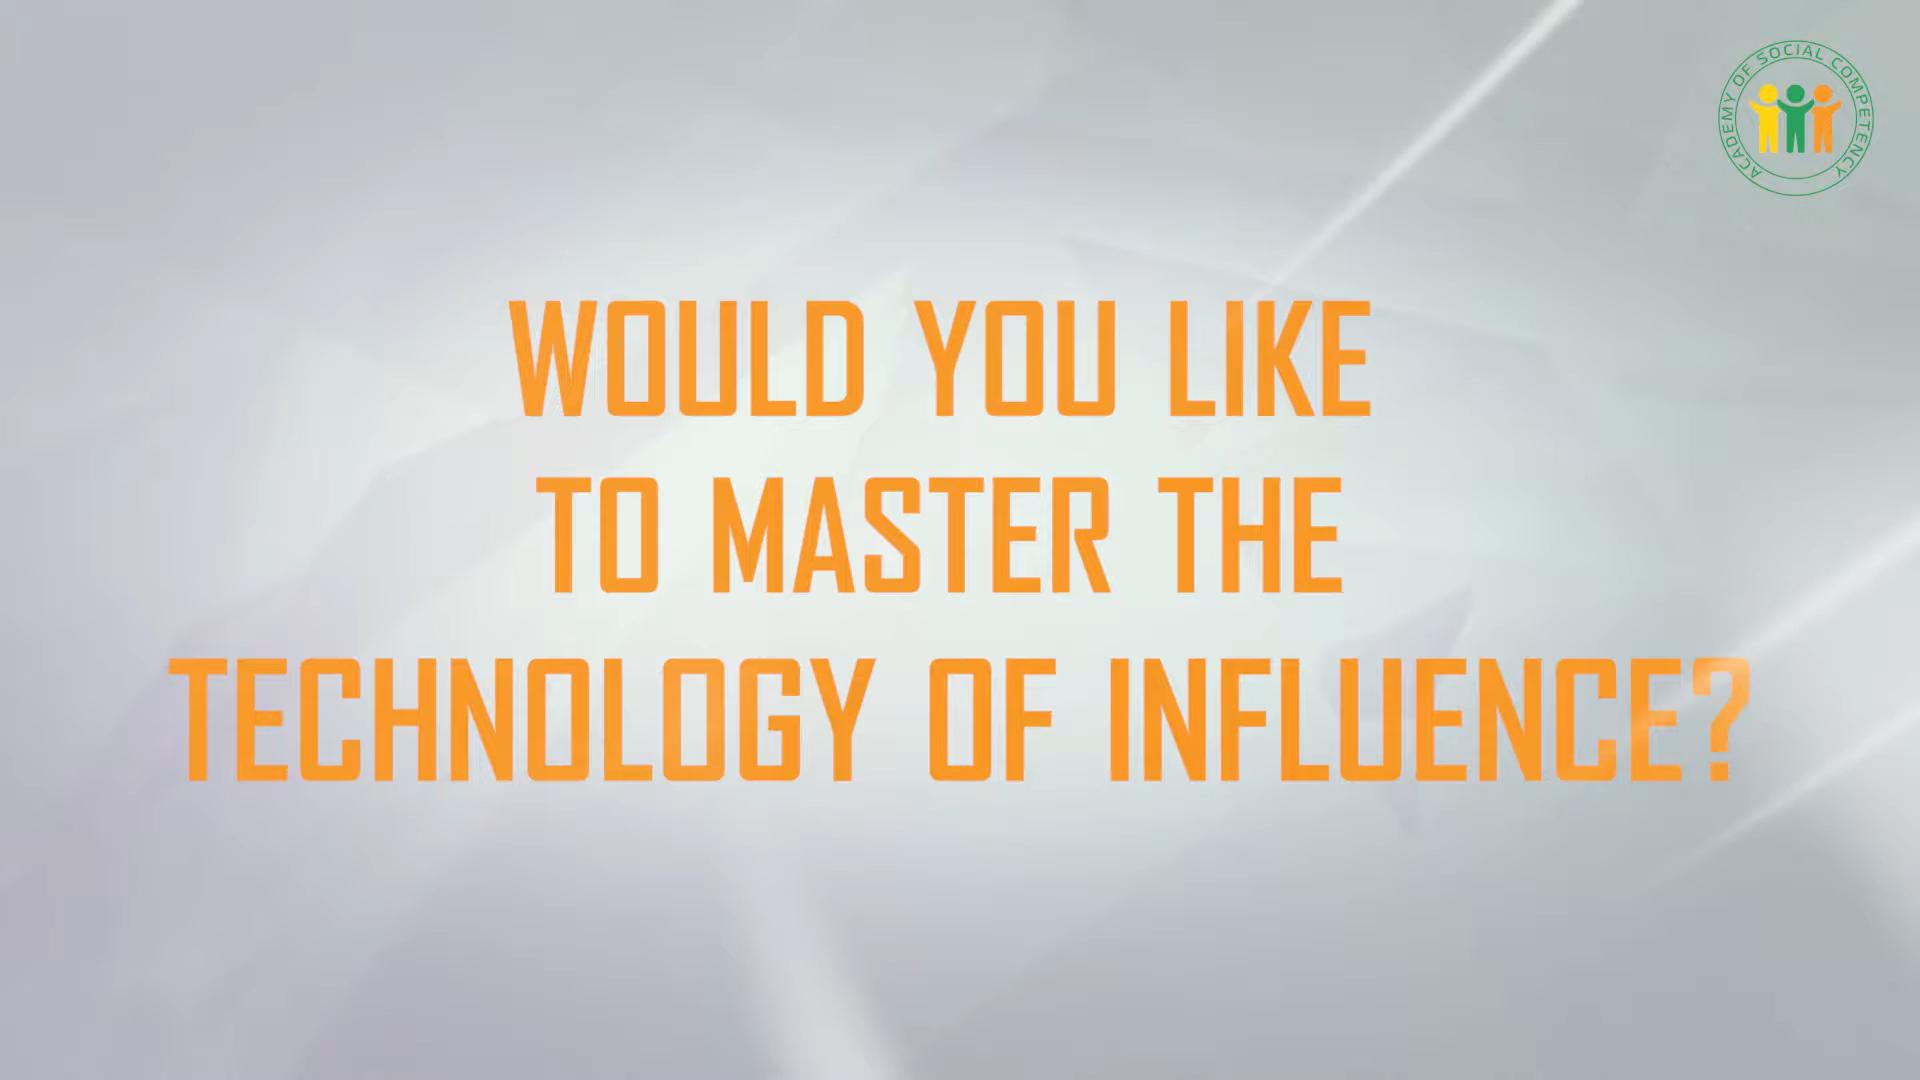 ACADEMY OF SOCIAL COMPETENCY
WOULD YOU LIKE
TO MASTER THE
TECHNOLOGY OF INFLUENCE?